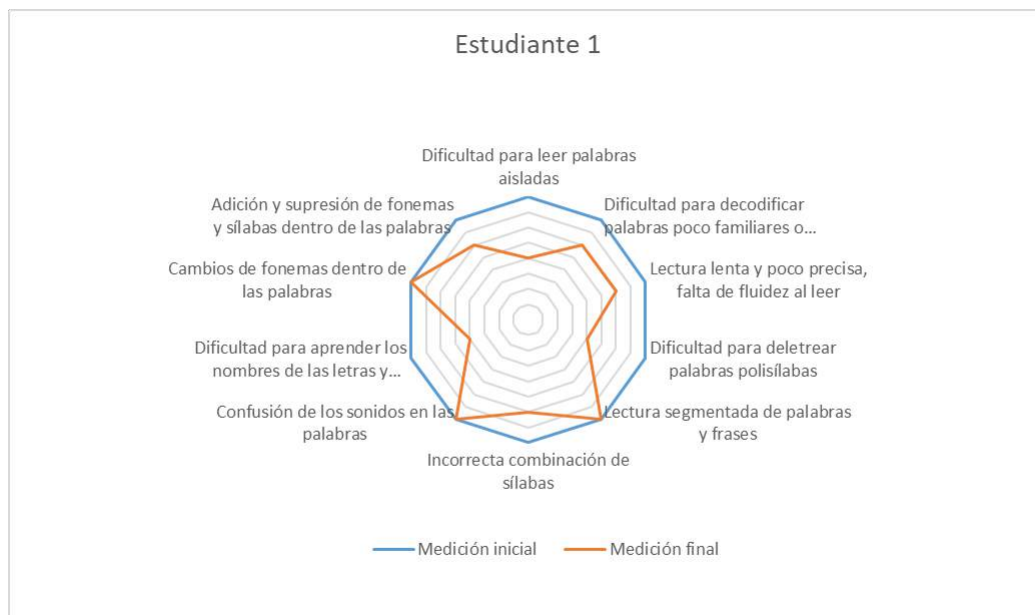 Estudiante 1
Dificultad para leer palabras
aisladas
Dificultad para decodificar
palabras poco familiares o...
Lectura lenta y poco precisa,
falta de fluidez al leer
Dificultad para deletrear
palabras polisílabas
Lectura segmentada de palabras
y frases
Incorrecta combinación de
sílabas
Confusión de los sonidos en las
palabras
Dificultad para aprender los
nombres de las letras y...
Cambios de fonemas dentro de
las palabras
Adición y supresión de fonemas
y sílabas dentro de las palabras
Medición inicial
Medición final